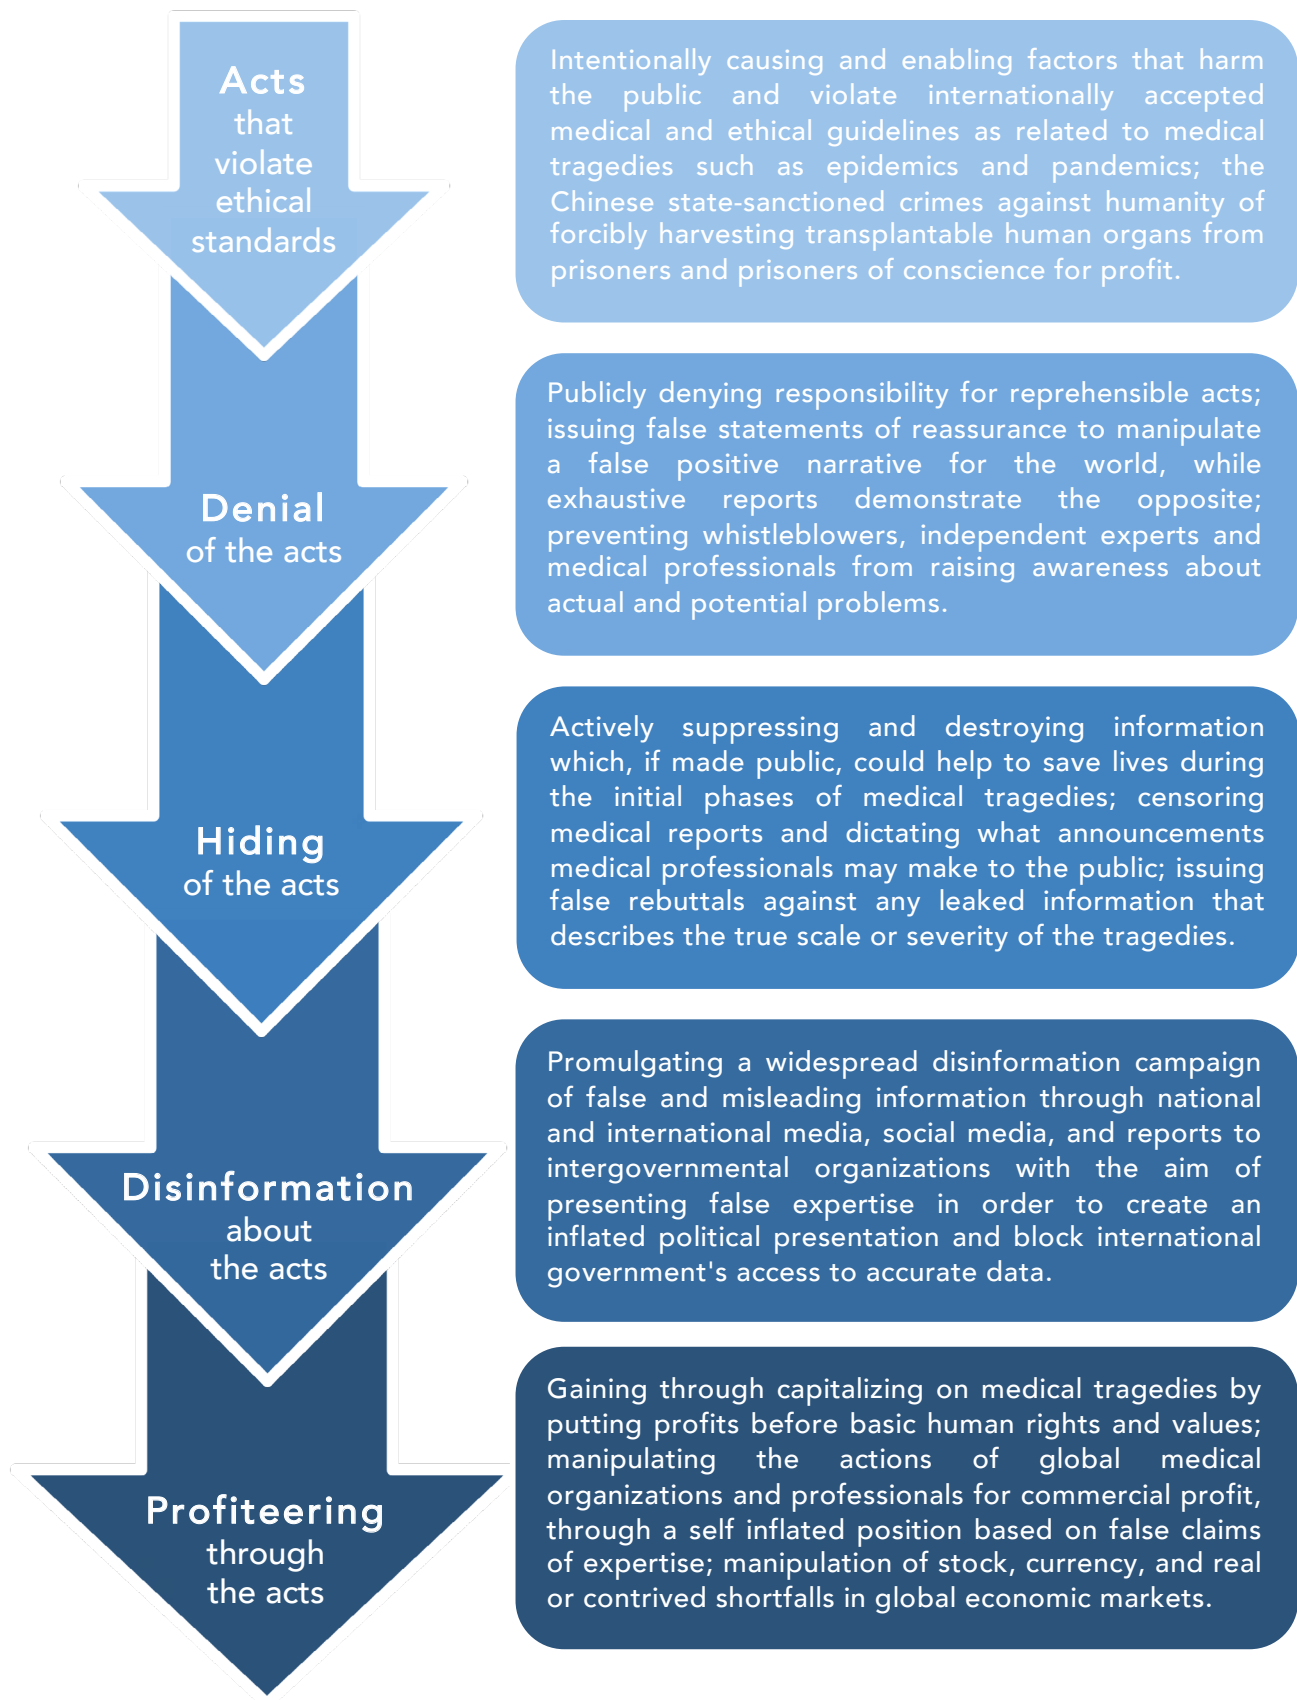 Acts
that
violate
ethical
standards
Intentionally causing and enabling factors that harm
the public and violate internationally accepted
medical and ethical guidelines as related to medical
tragedies such as epidemics and pandemics; the
Chinese state-sanctioned crimes against humanity of
forcibly harvesting transplantable human organs from
prisoners and prisoners of conscience for profit.
Denial
of the acts
Publicly denying responsibility for reprehensible acts;
issuing false statements of reassurance to manipulate
a false positive narrative for the world, while
exhaustive reports demonstrate the opposite;
preventing whistleblowers, independent experts and
medical professionals from raising awareness about
actual and potential problems.
Hiding
of the acts
Actively suppressing and destroying information
which, if made public, could help to save lives during
the initial phases of medical tragedies; censoring
medical reports and dictating what announcements
medical professionals may make to the public; issuing
false rebuttals against any leaked information that
describes the true scale or severity of the tragedies.
Disinformation
about
the acts
Promulgating a widespread disinformation campaign
of false and misleading information through national
and international media, social media, and reports to
intergovernmental organizations with the aim of
presenting false expertise in order to create an
inflated political presentation and block international
government's access to accurate data.
Profiteering
through
the acts
Gaining through capitalizing on medical tragedies by
putting profits before basic human rights and values;
manipulating the actions of global medical
organizations and professionals for commercial profit,
through a self inflated position based on false claims
of expertise; manipulation of stock, currency, and real
or contrived shortfalls in global economic markets.